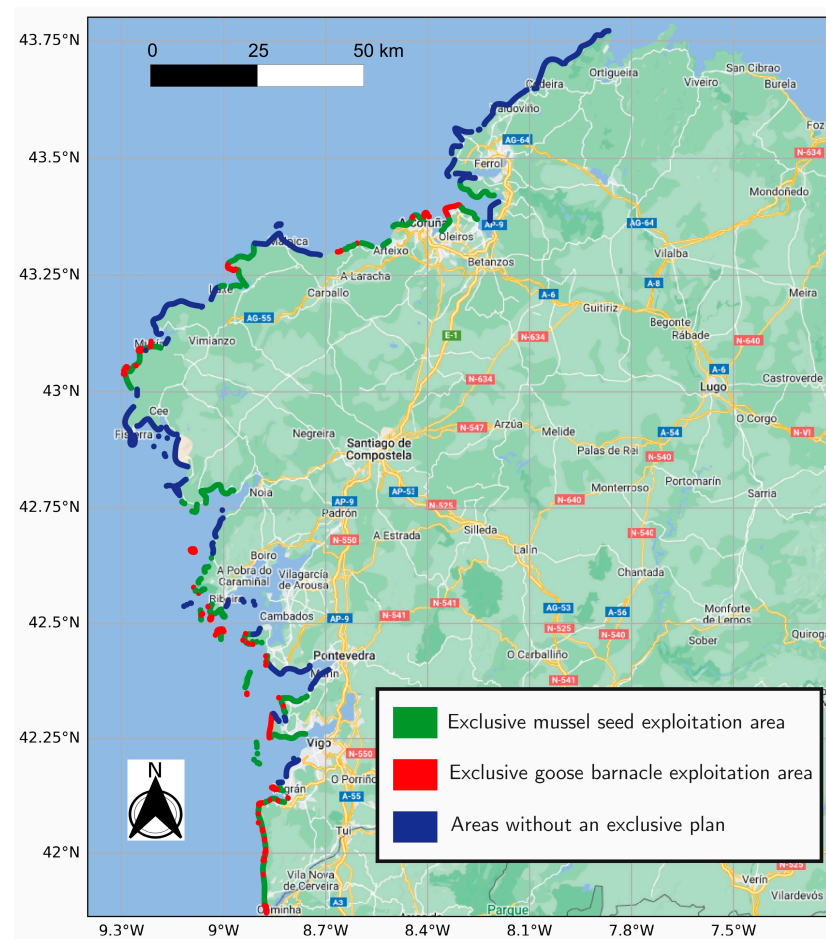 43.75°N
43.5°N
43.25°N
43°N
42.75°N
42.5°N
42.25°N
42°N
0 25 50 km
Ortigueira
San Cibrao
Viveiro
Burela
Foz
AG-64
Ferrol
N-634
Mondoñedo
A Coruña
AP-9
AG-64
Oleiros
Arteixo
Betanzos
Vilalba
A Laracha
A-8
Carballo
A-6
Guitiriz
Meira
AG-55
Begonte
Rábade
Vimianzo
E-1
N-634
N-640
N-634
A-6
Lugo
Castroverde
Cee
N-547
Arzúa
O Corgo
Negreira
Melide
A-54
N-VI
Santiago de
Compostela
Palas de Rei
N-540
Portomarín
Noia
AP-53
Monterroso
Sarria
AP-9
N-525
N-640
Padrón
Silleda
N-540
N-550
A Estrada
Lalín
Boiro
A Pobra do
Caramiñal
Vilagarcía
de Arousa
Chantada
N-541
AG-53
A-56
Monforte
de Lemos
Cambados
AP-9
N-541
N-525
N-540
Sober
Quiroga
Pontevedra
O Carballiño
N-541
Marín
Vigo
N-550
O Porriño
A-55
Tui
Vila Nova
de Cerveira
A3
Caminha
Parque
N-525
Verín
Vilardevós
N
Exclusive mussel seed exploitation area
Exclusive goose barnacle exploitation area
Areas without an exclusive plan
9.3°W 9°W 8.7°W 8.4°W 8.1°W 7.8°W 7.5°W